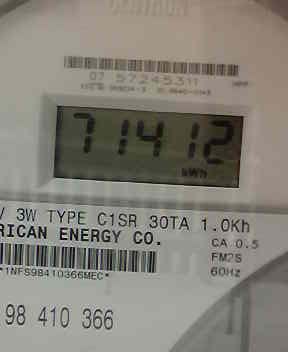 07 57245311
71412
kWh
V 3W TYPE C1SR 30TA 1.0Kh
RICAN ENERGY CO.
CA 0.5
FM2S
60Hz
*1NFS98410366MEC*
98 410 366